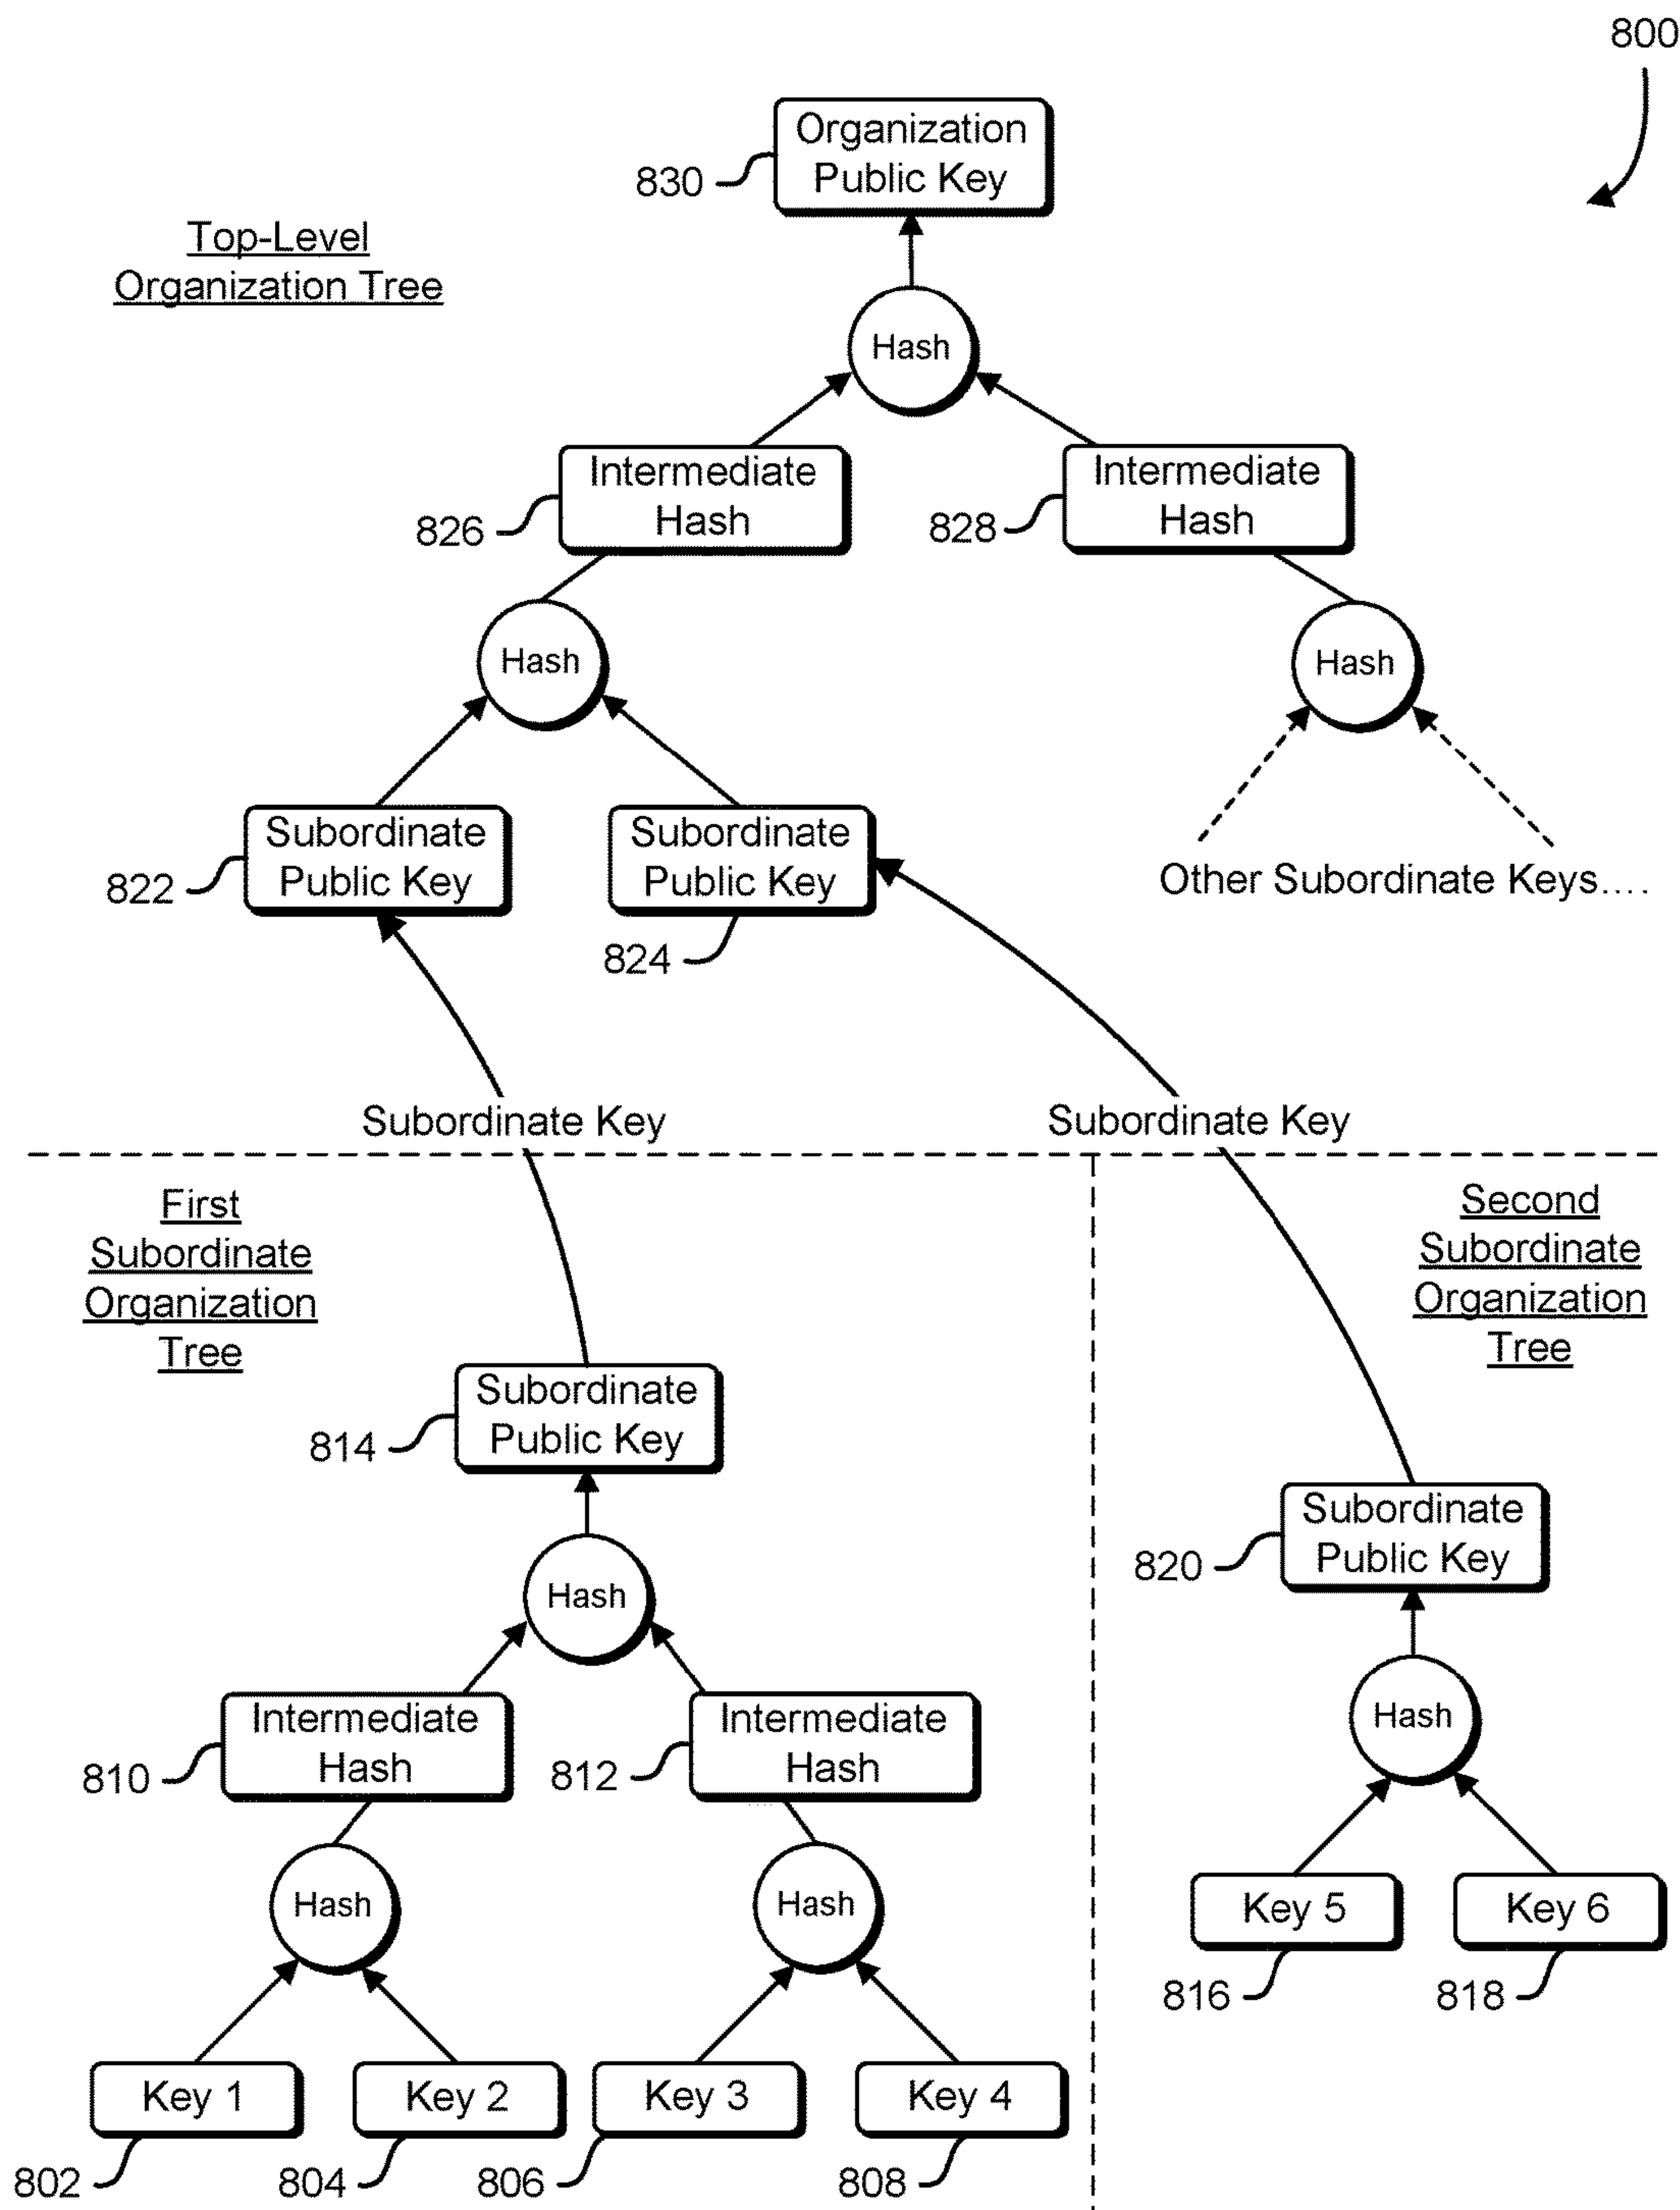 800
Organization
Public Key
830
Top-Level
Organization Tree
Hash
Intermediate
Hash
826
Intermediate
Hash
828
Hash
Hash
Subordinate
Public Key
822
Subordinate
Public Key
824
Other Subordinate Keys....
Subordinate Key
Subordinate Key
First
Subordinate
Organization
Tree
Second
Subordinate
Organization
Tree
Subordinate
Public Key
814
Subordinate
Public Key
820
Hash
Intermediate
Hash
810
Intermediate
Hash
812
Hash
Hash
Hash
Key 5
Key 6
816
818
Key 1
Key 2
Key 3
Key 4
802
804
806
808